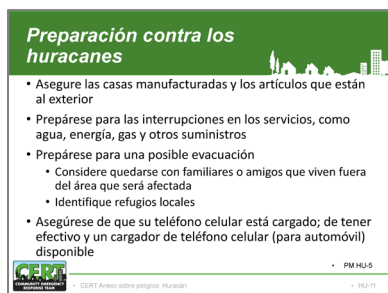 Preparación contra los
huracanes
• Asegure las casas manufacturadas y los artículos que están
al exterior
• Prepárese para las interrupciones en los servicios, como
agua, energía, gas y otros suministros
• Prepárese para una posible evacuación
• Considere quedarse con familiares o amigos que viven fuera
del área que será afectada
• Identifique refugios locales
• Asegúrese de que su teléfono celular está cargado; de tener
efectivo y un cargador de teléfono celular (para automóvil)
disponible
• PM HU-5
CERT
COMMUNITY EMERGENCY
RESPONSE TEAM
• CERT Anexo sobre peligros: Huracán
• HU-11